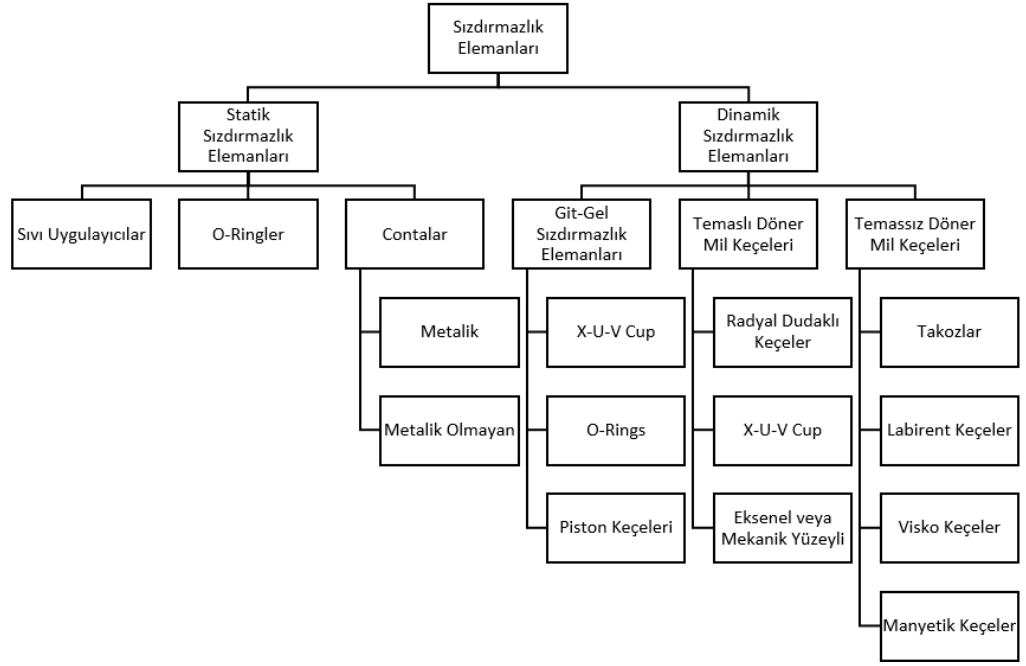 Sızdırmazlık
Elemanları
Statik
Sızdırmazlık
Elemanları
Dinamik
Sızdırmazlık
Elemanları
Sıvı Uygulayıcılar
O-Ringler
Contalar
Git-Gel
Sızdırmazlık
Elemanları
Temaslı Döner
Mil Keçeleri
Temassız Döner
Mil Keçeleri
Metalik
X-U-V Cup
Radyal Dudaklı
Keçeler
Takozlar
Metalik Olmayan
O-Rings
X-U-V Cup
Labirent Keçeler
Piston Keçeleri
Eksenel veya
Mekanik Yüzeyli
Visko Keçeler
Manyetik Keçeler